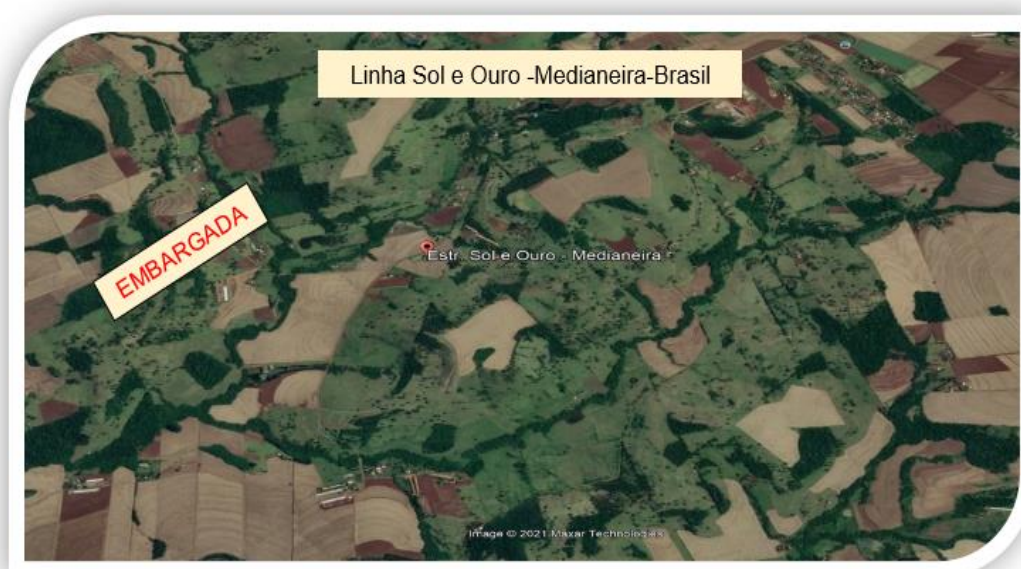 Linha Sol e Ouro -Medianeira-Brasil
EMBARGADA
Estr. Sol e Ouro - Medianeira
Image © 2021 Maxar Technologies